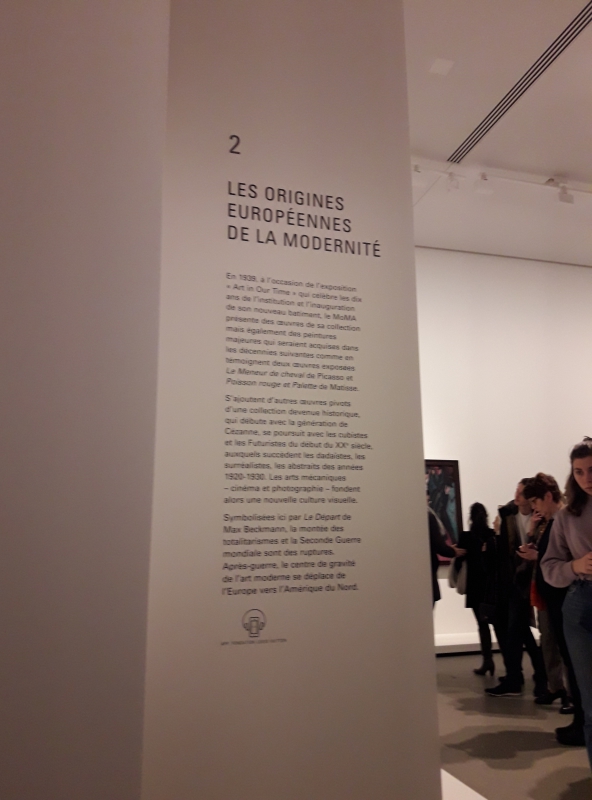 2
LES ORIGINES
EUROPÉENNES
DE LA MODERNITÉ
En 1939, à l'occasion de l'exposition
« Art in Our Time » qui célèbre les dix
ans de l'institution et l'inauguration
de son nouveau bâtiment, le MoMA
présente des œuvres de sa collection
mais également des peintures
majeures qui seraient acquises dans
les décennies suivantes comme en
témoignent deux œuvres exposées
Le Meneur de cheval de Picasso et
Poisson rouge et Palette de Matisse.
S'ajoutent d'autres œuvres pivots
d'une collection devenue historique,
qui débute avec la génération de
Cézanne, se poursuit avec les cubistes
et les Futuristes du début du XXe siècle,
auxquels succèdent les dadaïstes, les
surréalistes, les abstraits des années
1920-1930. Les arts mécaniques
– cinéma et photographie – fondent
alors une nouvelle culture visuelle.
Symbolisées ici par Le Départ de
Max Beckmann, la montée des
totalitarismes et la Seconde Guerre
mondiale sont des ruptures.
Après-guerre, le centre de gravité
de l'art moderne se déplace de
l'Europe vers l'Amérique du Nord.